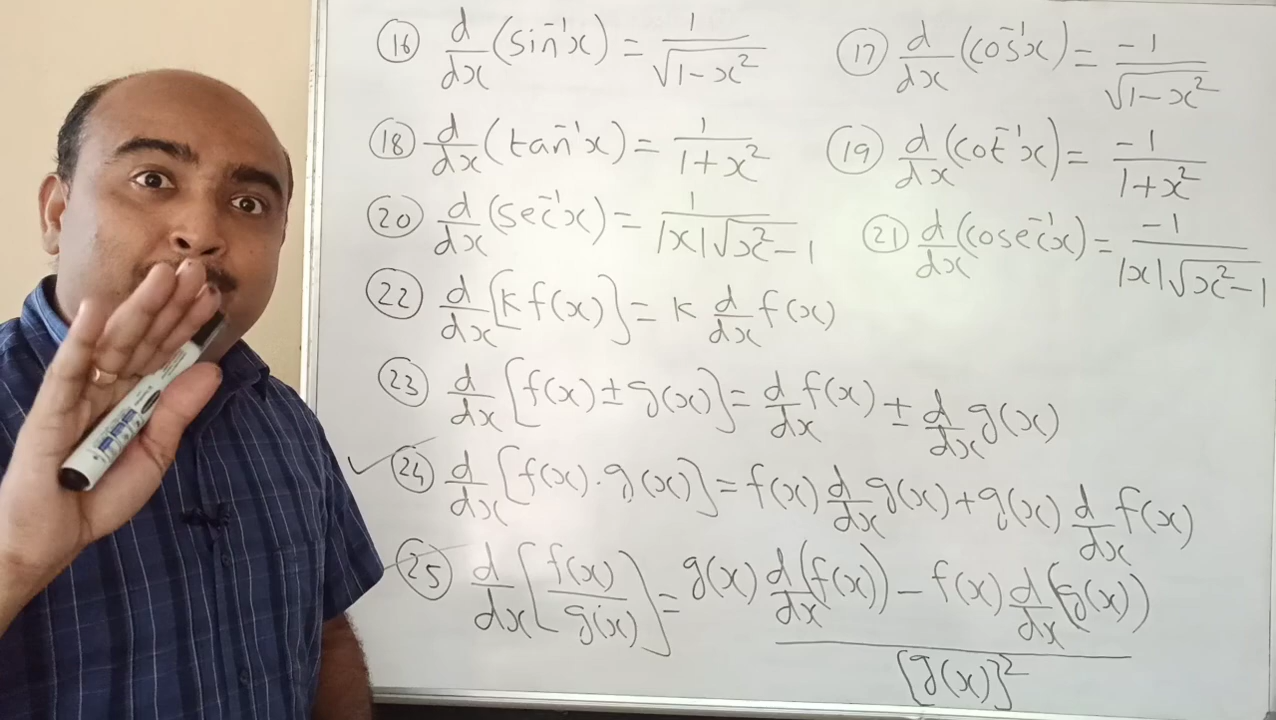 (16) d/dx (sin⁻¹x) = 1/√(1-x²) (17) d/dx (cos⁻¹x) = -1/√(1-x²)
(18) d/dx (tan⁻¹x) = 1/(1+x²) (19) d/dx (cot⁻¹x) = -1/(1+x²)
(20) d/dx (sec⁻¹x) = 1/(|x|√(x²-1)) (21) d/dx (cosec⁻¹x) = -1/(|x|√(x²-1))
(22) d/dx [k f(x)] = k d/dx f(x)
(23) d/dx [f(x) ± g(x)] = d/dx f(x) ± d/dx g(x)
(24) d/dx [f(x) · g(x)] = f(x) d/dx g(x) + g(x) d/dx f(x)
(25) d/dx [f(x)/g(x)] = (g(x) d/dx (f(x)) - f(x) d/dx (g(x)))/[g(x)]²